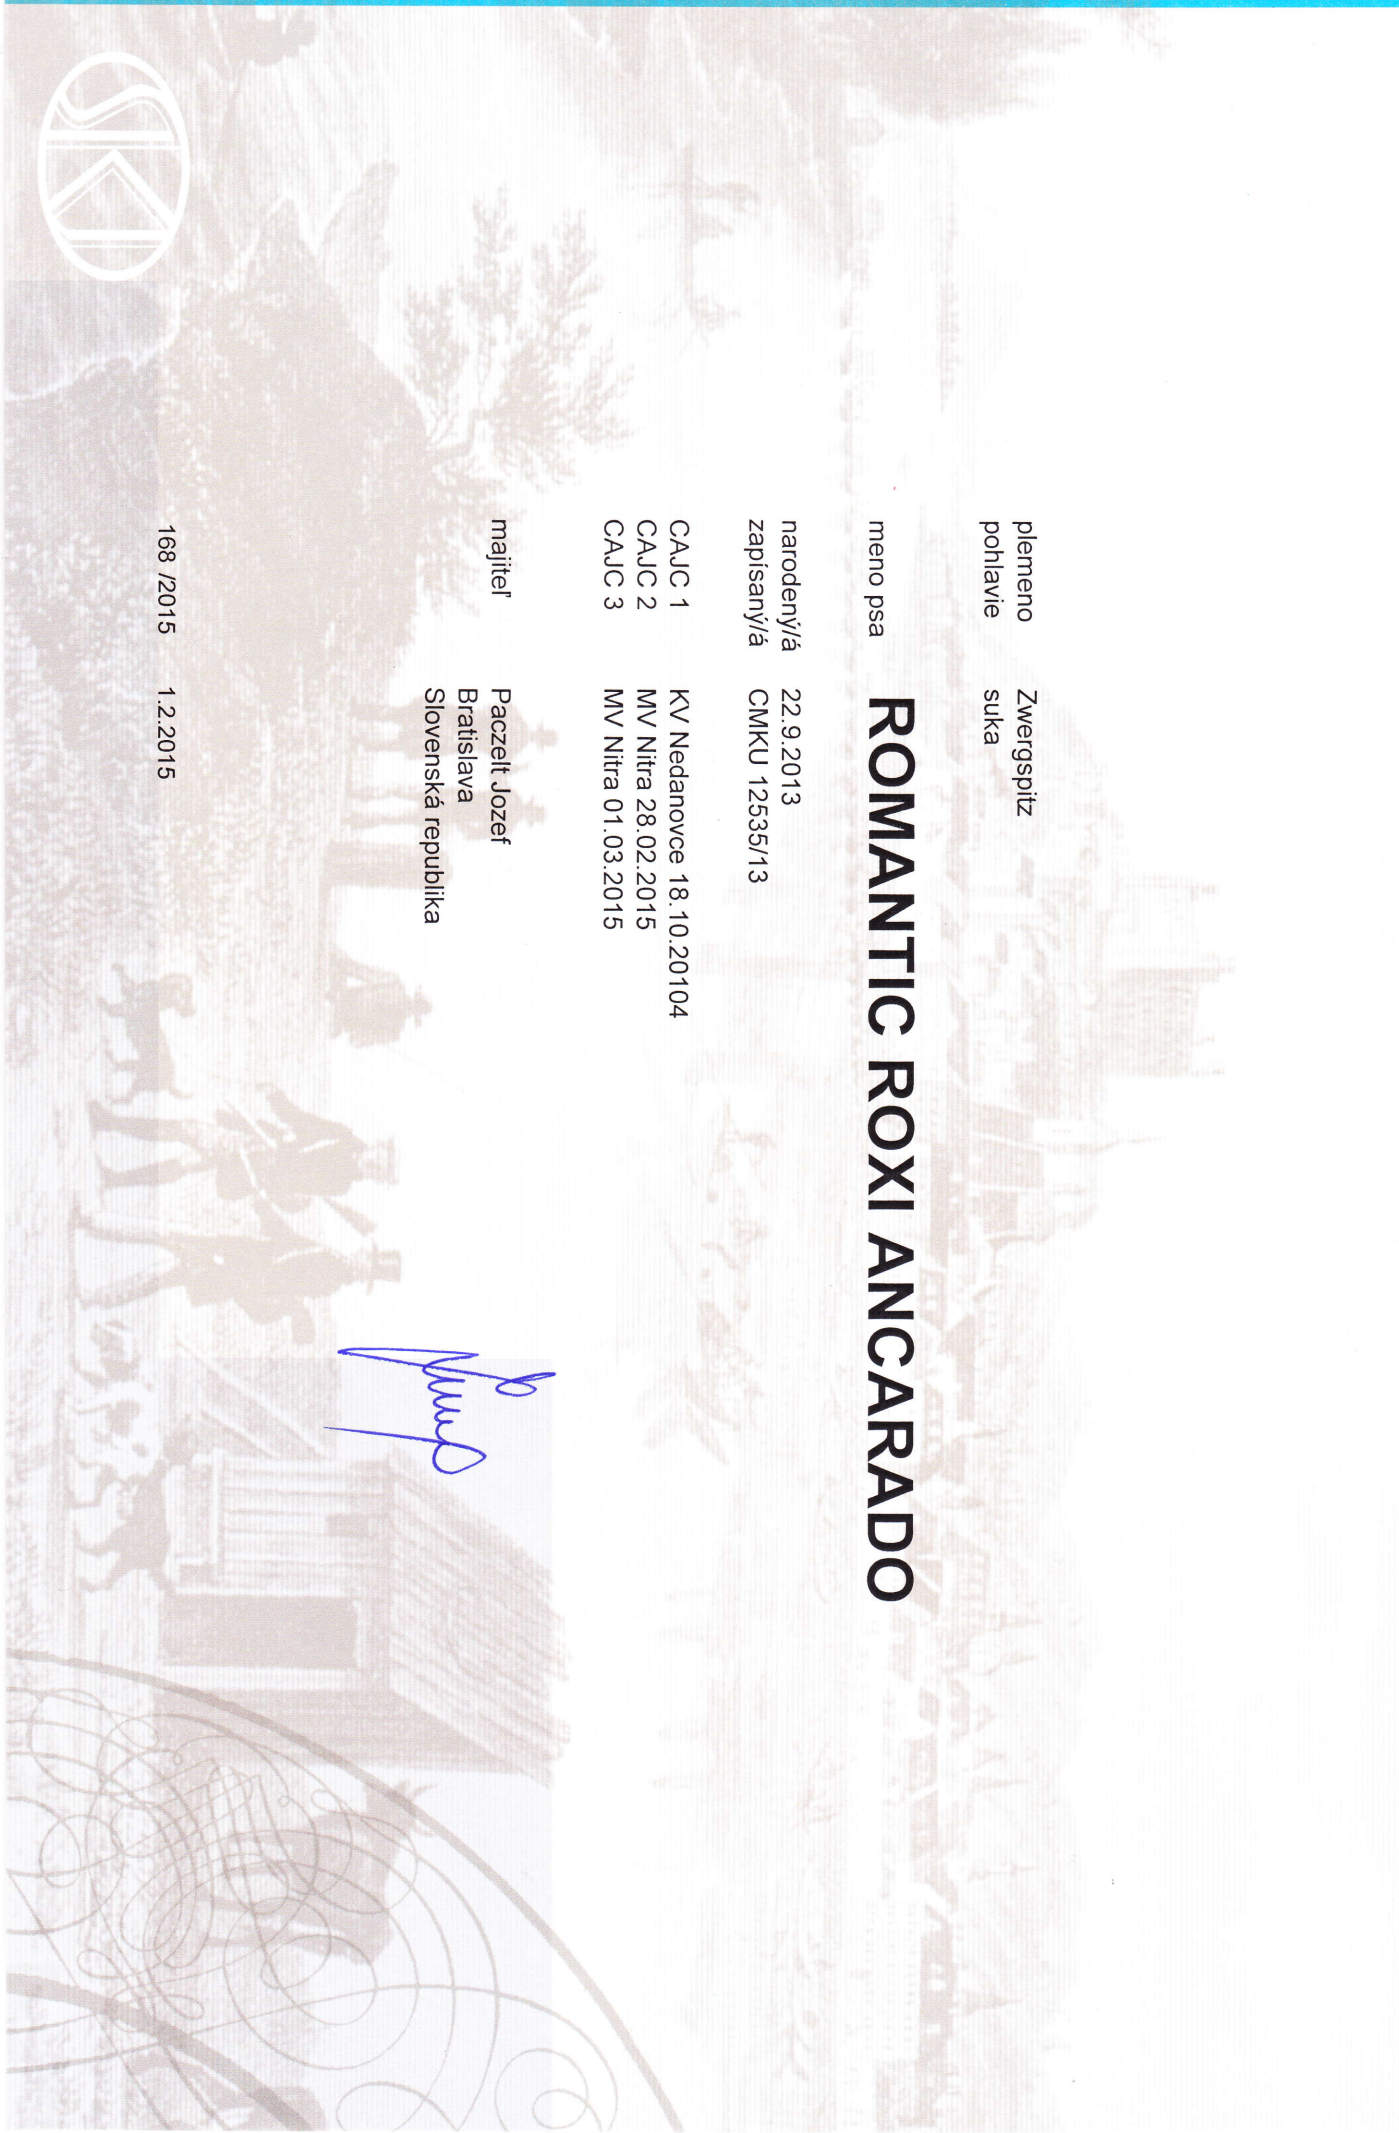 SKJ
plemeno Zwergspitz
pohlavie suka
meno psa ROMANTIC ROXI ANCARADO
narodený/á 22.9.2013
zapísaný/á CMKU 12535/13
CAJC 1 KV Nedanovce 18.10.20104
CAJC 2 MV Nitra 28.02.2015
CAJC 3 MV Nitra 01.03.2015
majiteľ Paczelt Jozef
Bratislava
Slovenská republika
168 /2015 1.2.2015